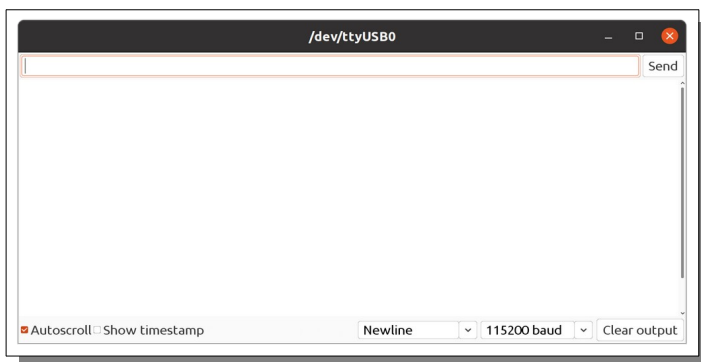 /dev/ttyUSB0
Send
Autoscroll Show timestamp Newline 115200 baud Clear output